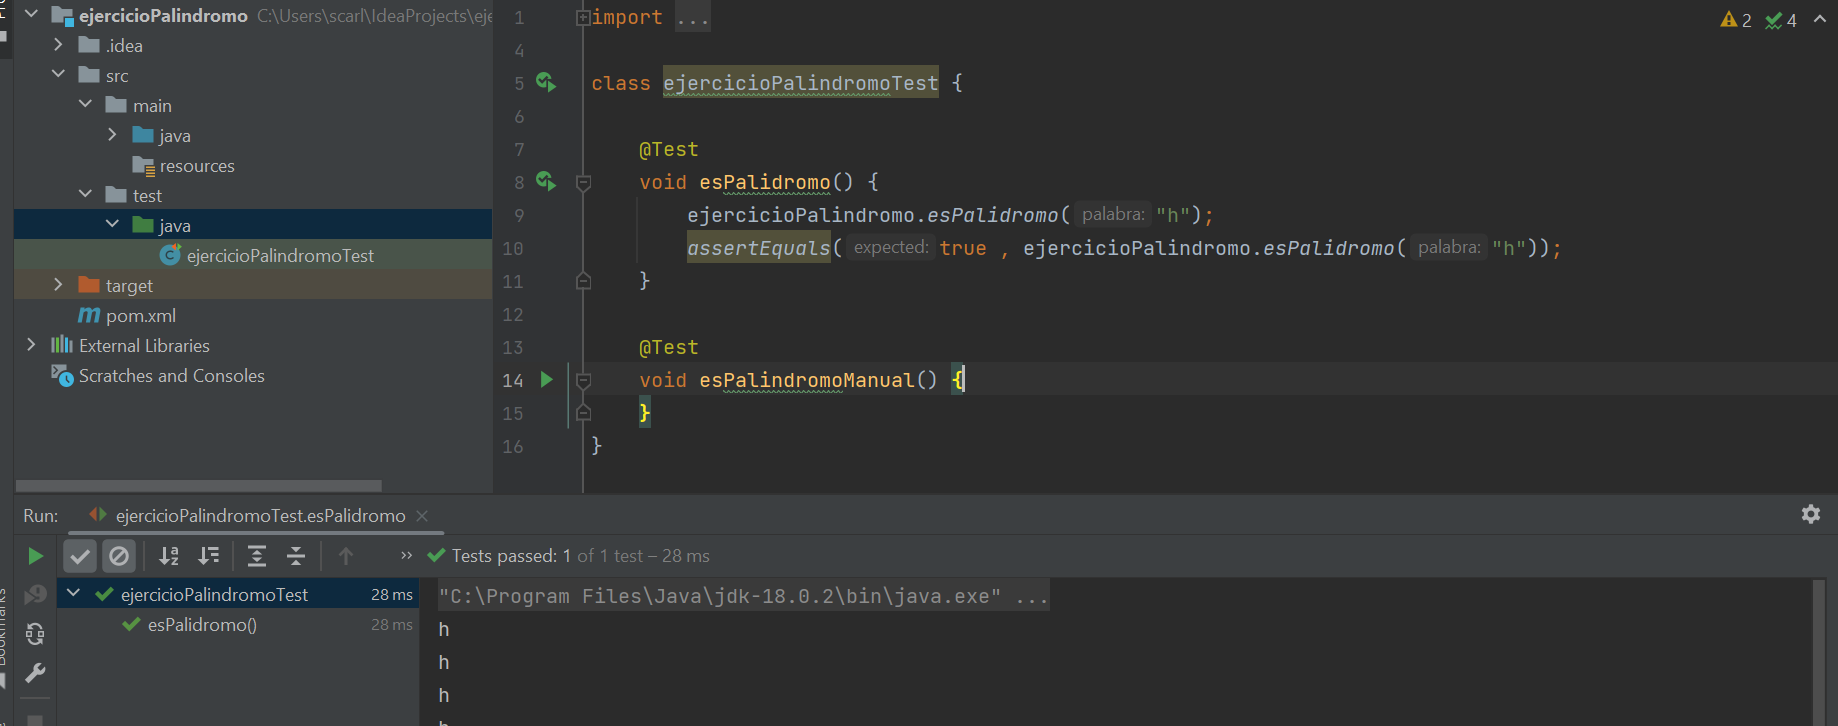 ejercicioPalindromo C:\Users\scarl\IdeaProjects\eje
.idea
src
main
java
resources
test
java
ejercicioPalindromoTest
target
pom.xml
External Libraries
Scratches and Consoles
1 import ...
4
5 class ejercicioPalindromoTest {
6
7 @Test
8 void esPalidromo() {
9 ejercicioPalindromo.esPalidromo( palabra: "h");
10 assertEquals( expected: true , ejercicioPalindromo.esPalidromo( palabra: "h"));
11 }
12
13 @Test
14 void esPalindromoManual() {
15 }
16 }
2 4
Run: ejercicioPalindromoTest.esPalidromo
Tests passed: 1 of 1 test – 28 ms
ejercicioPalindromoTest 28 ms
esPalidromo() 28 ms
"C:\Program Files\Java\jdk-18.0.2\bin\java.exe" ...
h
h
h